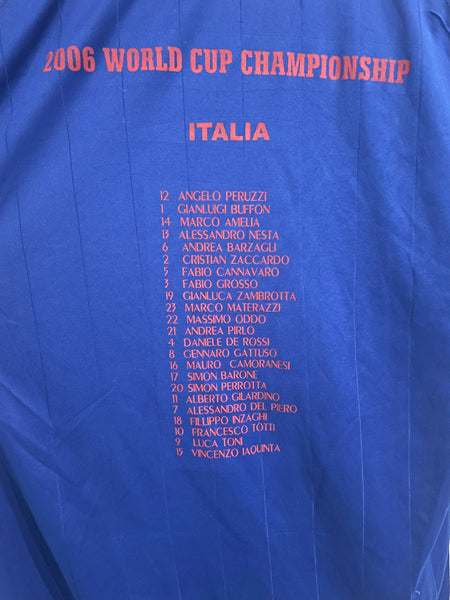 2006 WORLD CUP CHAMPIONSHIP
ITALIA
12 ANGELO PERUZZI
1 GIANLUIGI BUFFON
14 MARCO AMELIA
13 ALESSANDRO NESTA
6 ANDREA BARZAGLI
2 CRISTIAN ZACCARDO
5 FABIO CANNAVARO
3 FABIO GROSSO
19 GIANLUCA ZAMBROTTA
23 MARCO MATERAZZI
22 MASSIMO ODDO
21 ANDREA PIRLO
4 DANIELE DE ROSSI
8 GENNARO GATTUSO
16 MAURO CAMORANESI
17 SIMON BARONE
20 SIMON PERROTTA
11 ALBERTO GILARDINO
7 ALESSANDRO DEL PIERO
18 FILIUPPO INZAGHI
10 FRANCESCO TOTTI
9 LUCA TONI
15 VINCENZO IAQUINTA